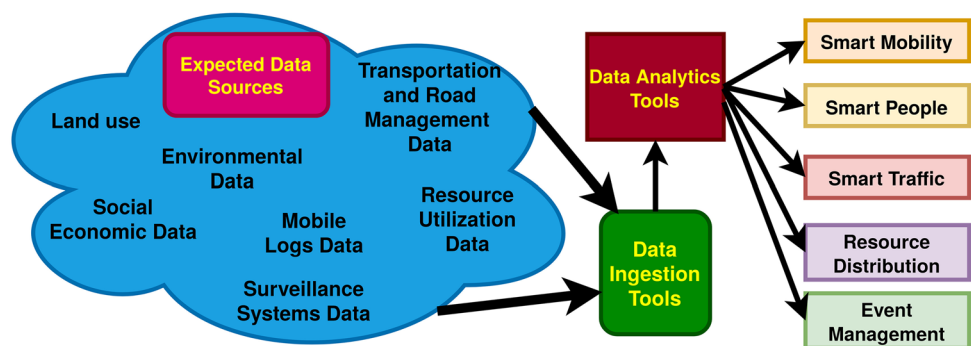 Expected Data
Sources
Land use
Transportation
and Road
Management
Data
Environmental
Data
Social
Economic Data
Mobile
Logs Data
Resource
Utilization
Data
Surveillance
Systems Data
Data
Ingestion
Tools
Data Analytics
Tools
Smart Mobility
Smart People
Smart Traffic
Resource
Distribution
Event
Management